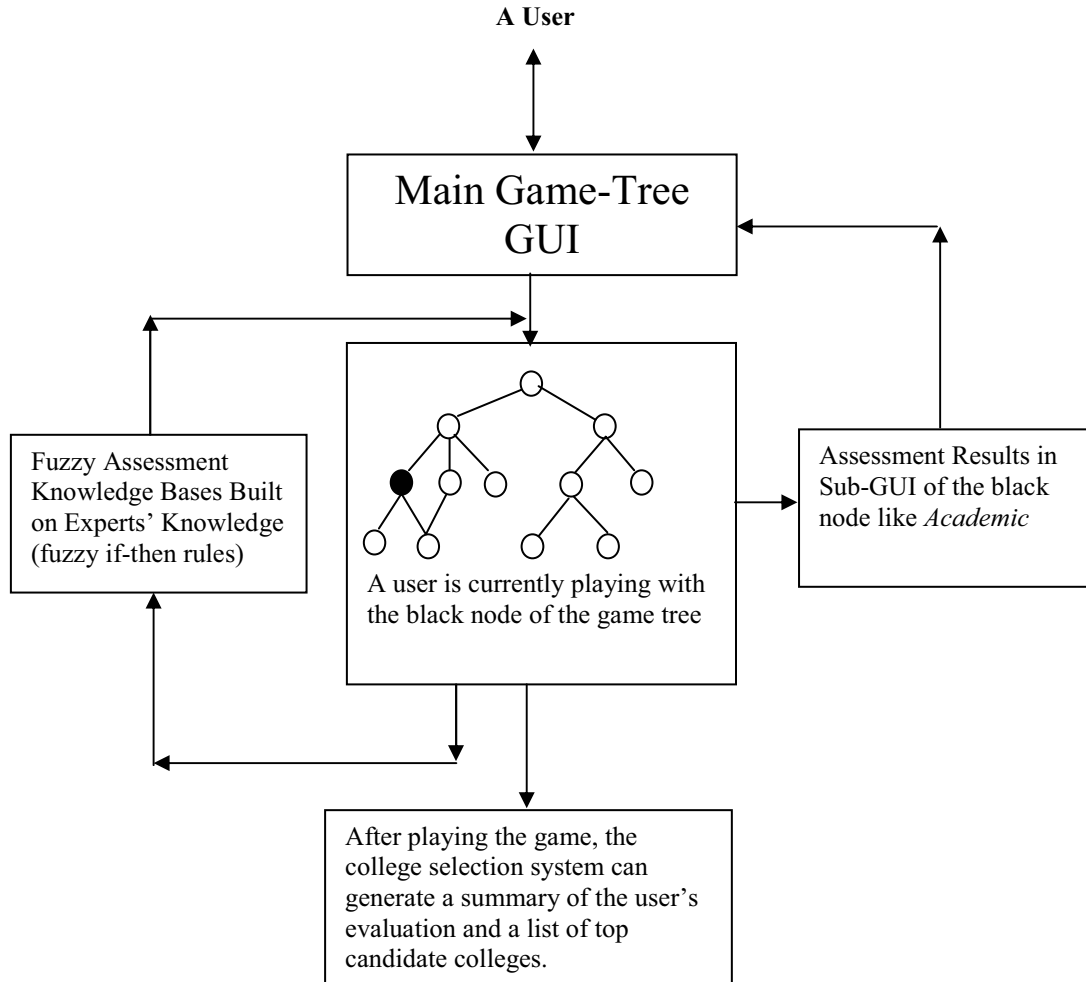 A User
Main Game-Tree
GUI
Fuzzy Assessment
Knowledge Bases Built
on Experts’ Knowledge
(fuzzy if-then rules)
A user is currently playing with
the black node of the game tree
Assessment Results in
Sub-GUI of the black
node like Academic
After playing the game, the
college selection system can
generate a summary of the user’s
evaluation and a list of top
candidate colleges.